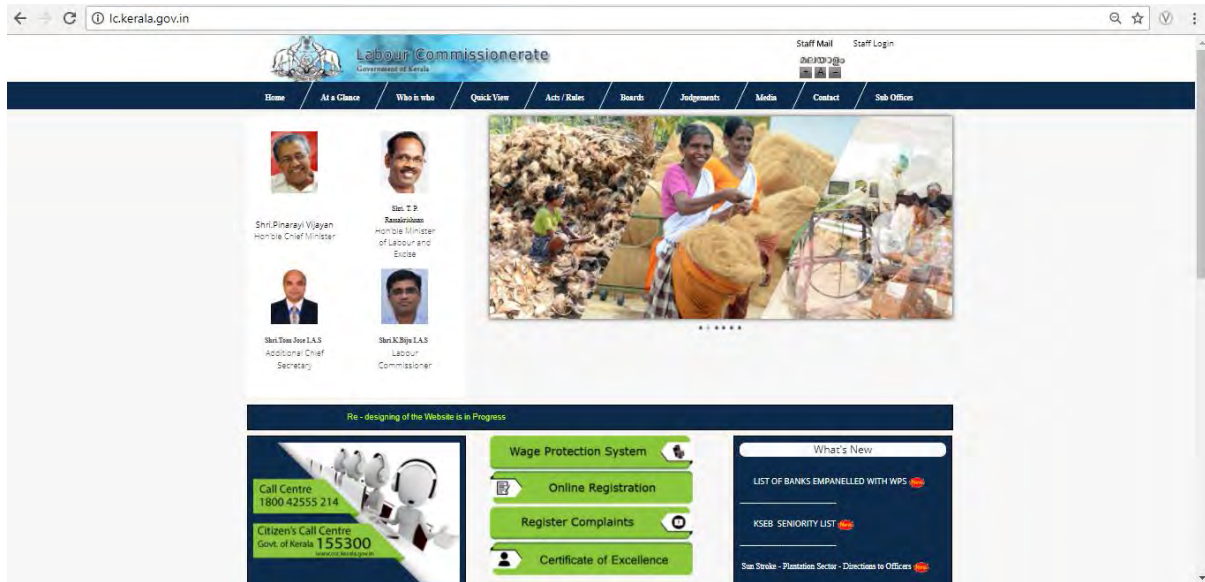 lc.kerala.gov.in
Labour Commissionerate
Government of Kerala
Staff Mail Staff Login
മലയാളം
+ A -
Home At a Glance Who is who Quick View Acts / Rules Boards Judgements Media Contact Sub Offices
Shri.Pinarayi Vijayan
Hon'ble Chief Minister
Shri. T. P.
Ramakrishnan
Hon'ble Minister
of Labour and
Excise
Shri.Tom Jose I.A.S
Additional Chief
Secretary
Shri.K.Biju I.A.S
Labour
Commissioner
Re - designing of the Website is in Progress
Call Centre
1800 42555 214
Citizen's Call Centre
Govt. of Kerala 155300
Wage Protection System
Online Registration
Register Complaints
Certificate of Excellence
What's New
LIST OF BANKS EMPANELLED WITH WPS New
KSEB SENIORITY LIST New
Sun Stroke - Plantation Sector - Directions to Officers New